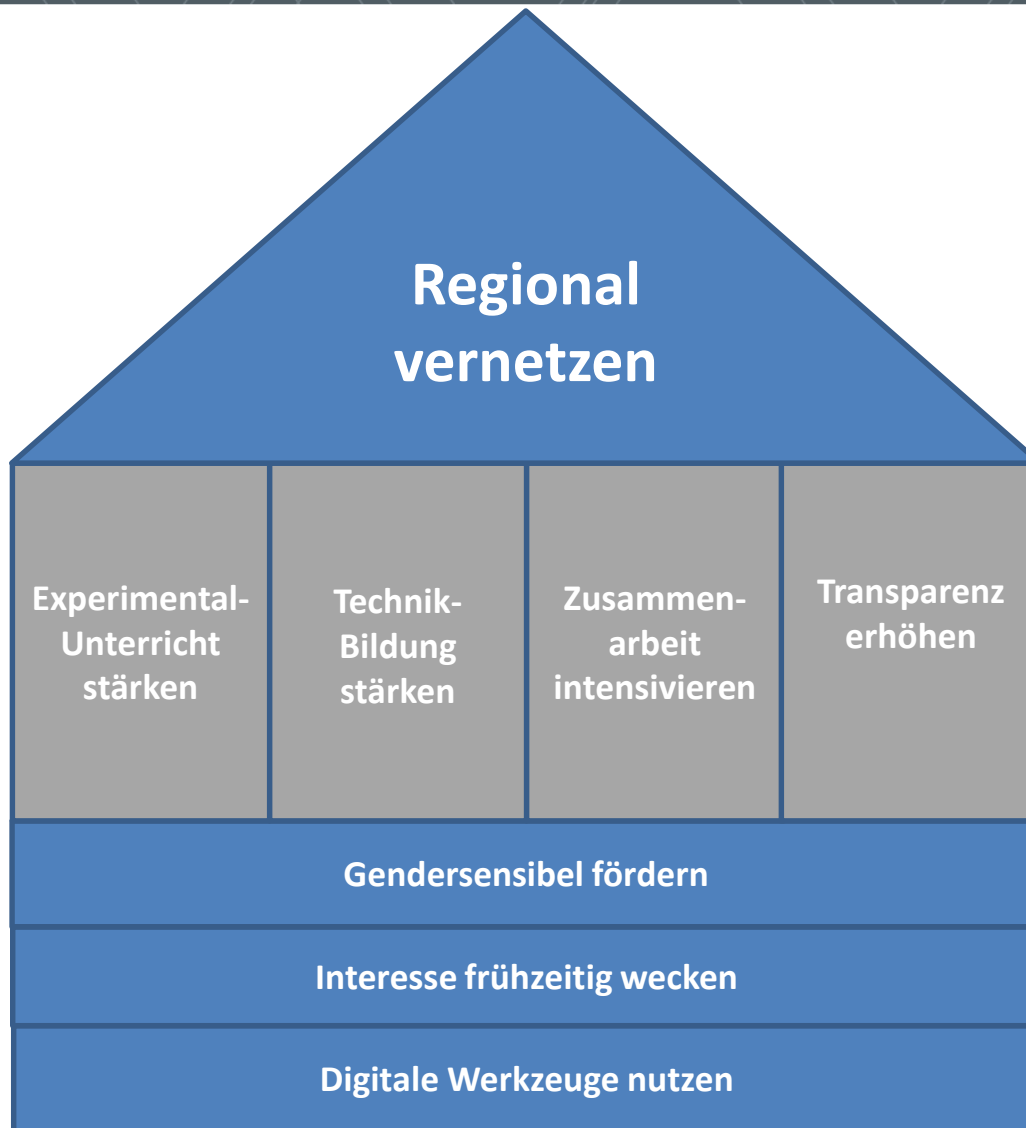 Regional
vernetzen
Experimental-
Unterricht
stärken
Technik-
Bildung
stärken
Zusammen-
arbeit
intensivieren
Transparenz
erhöhen
Gendersensibel fördern
Interesse frühzeitig wecken
Digitale Werkzeuge nutzen